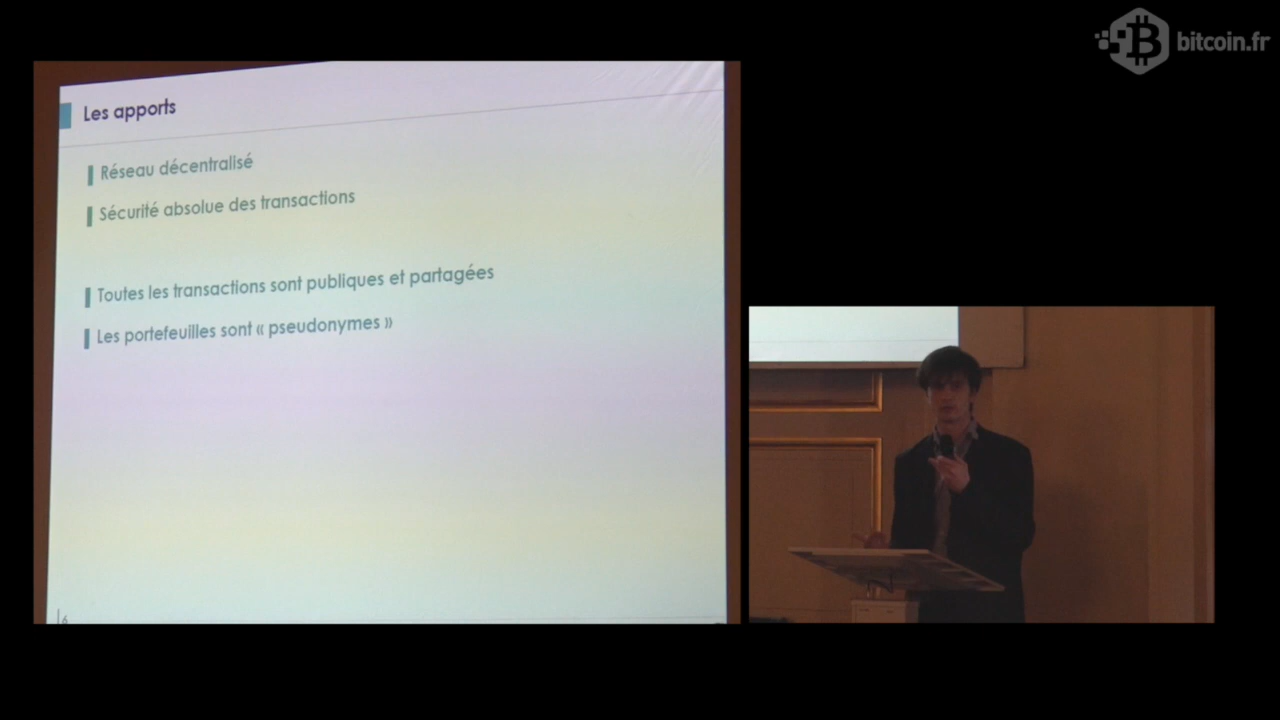 bitcoin.fr
Les apports
Réseau décentralisé
Sécurité absolue des transactions
Toutes les transactions sont publiques et partagées
Les portefeuilles sont « pseudonymes »
6